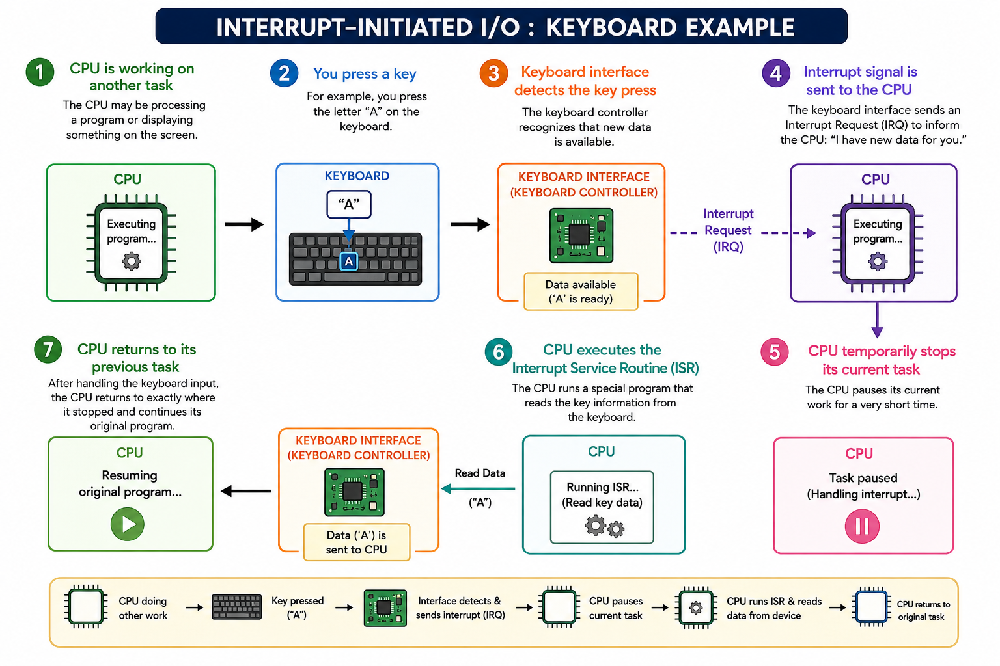 INTERRUPT-INITIATED I/O : KEYBOARD EXAMPLE
1
CPU is working on
another task
The CPU may be processing
a program or displaying
something on the screen.
CPU
Executing
program...
2
You press a key
For example, you press
the letter “A” on the
keyboard.
KEYBOARD
“A”
A
3
Keyboard interface
detects the key press
The keyboard controller
recognizes that new data
is available.
KEYBOARD INTERFACE
(KEYBOARD CONTROLLER)
Data available
(‘A’ is ready)
Interrupt
Request
(IRQ)
4
Interrupt signal is
sent to the CPU
The keyboard interface sends an
Interrupt Request (IRQ) to inform
the CPU: “I have new data for you.”
CPU
Executing
program...
5
CPU temporarily stops
its current task
The CPU pauses its current
work for a very short time.
CPU
Task paused
(Handling interrupt...)
6
CPU executes the
Interrupt Service Routine (ISR)
The CPU runs a special program that
reads the key information from
the keyboard.
CPU
Running ISR...
(Read key data)
Read Data
(“A”)
KEYBOARD INTERFACE
(KEYBOARD CONTROLLER)
Data (‘A’) is
sent to CPU
7
CPU returns to its
previous task
After handling the keyboard input,
the CPU returns to exactly where
it stopped and continues its
original program.
CPU
Resuming
original program...
CPU doing
other work
Key pressed
(“A”)
Interface detects &
sends interrupt (IRQ)
CPU pauses
current task
CPU runs ISR & reads
data from device
CPU returns to
original task